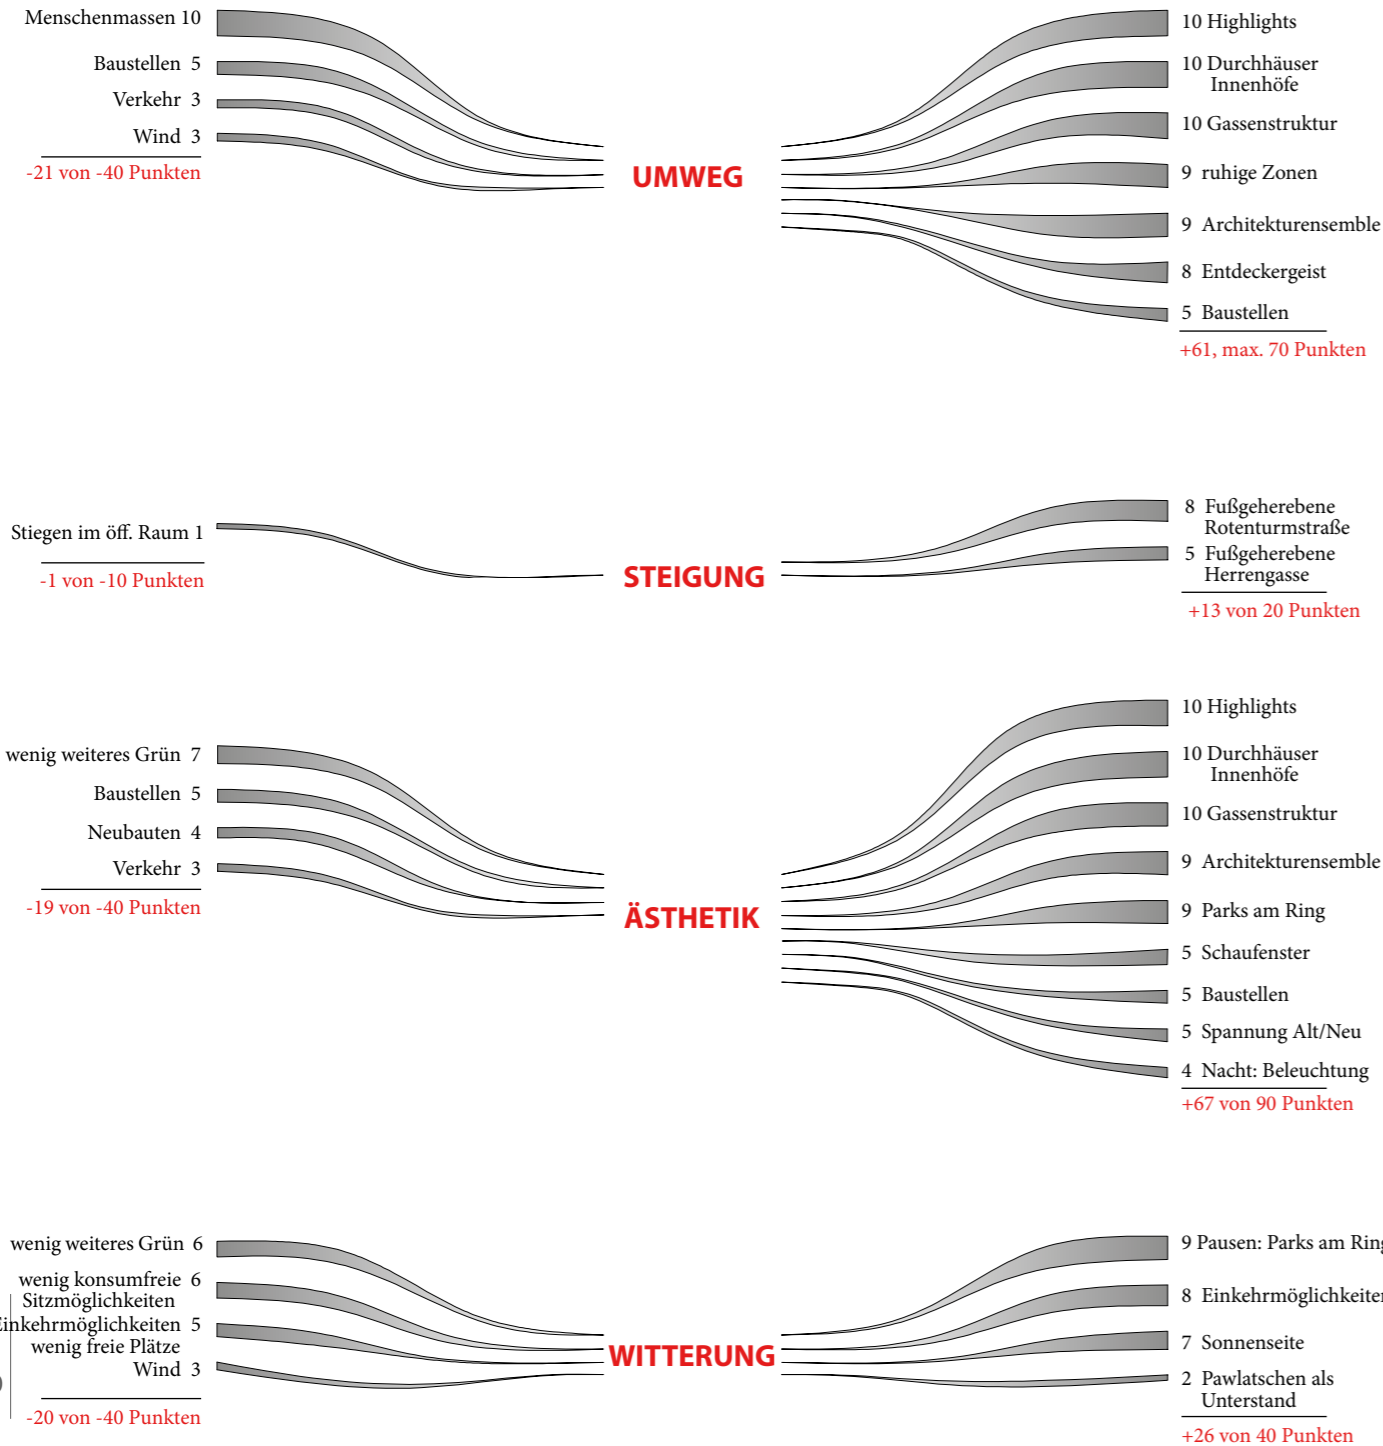 Menschenmassen 10
Baustellen 5
Verkehr 3
Wind 3
-21 von -40 Punkten
UMWEG
10 Highlights
10 Durchhäuser
Innenhöfe
10 Gassenstruktur
9 ruhige Zonen
9 Architekturensemble
8 Entdeckergeist
5 Baustellen
+61, max. 70 Punkten
Stiegen im öff. Raum 1
-1 von -10 Punkten
STEIGUNG
8 Fußgeherebene
Rotenturmstraße
5 Fußgeherebene
Herrengasse
+13 von 20 Punkten
wenig weiteres Grün 7
Baustellen 5
Neubauten 4
Verkehr 3
-19 von -40 Punkten
ÄSTHETIK
10 Highlights
10 Durchhäuser
Innenhöfe
10 Gassenstruktur
9 Architekturensemble
9 Parks am Ring
5 Schaufenster
5 Baustellen
5 Spannung Alt/Neu
4 Nacht: Beleuchtung
+67 von 90 Punkten
wenig weiteres Grün 6
wenig konsumfreie 6
Sitzmöglichkeiten
Einkehrmöglichkeiten 5
wenig freie Plätze
Wind 3
-20 von -40 Punkten
WITTERUNG
9 Pausen: Parks am Ring
8 Einkehrmöglichkeiten
7 Sonnenseite
2 Pawlatschen als
Unterstand
+26 von 40 Punkten